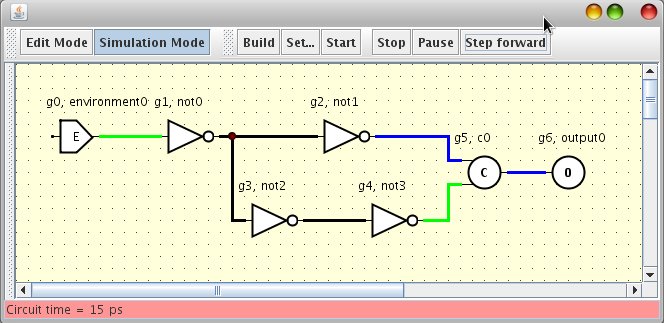 Edit Mode Simulation Mode Build Set... Start Stop Pause Step forward
g0, environment0 g1, not0 g2, not1
g5, c0 g6, output0
E
C O
g3, not2 g4, not3
Circuit time = 15 ps